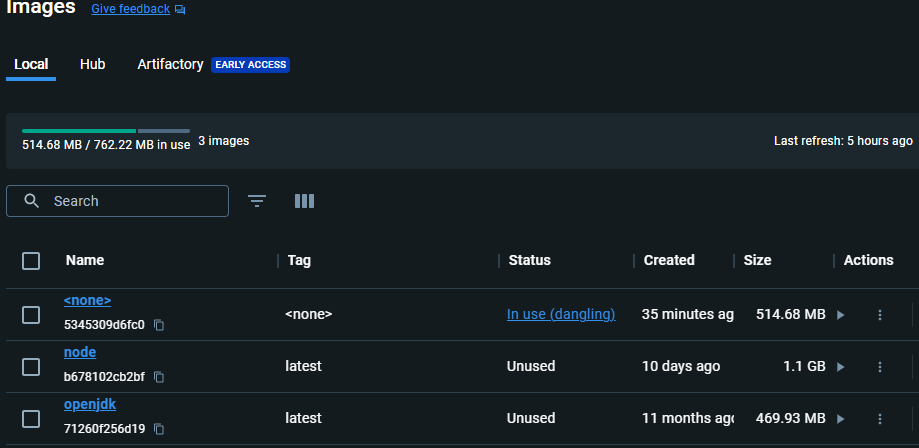 Images Give feedback
Local Hub Artifactory EARLY ACCESS
514.68 MB / 762.22 MB in use 3 images Last refresh: 5 hours ago
Search
Name Tag Status Created Size Actions
<none> <none> In use (dangling) 35 minutes ag 514.68 MB
5345309d6fc0
node latest Unused 10 days ago 1.1 GB
b678102cb2bf
openjdk latest Unused 11 months ago 469.93 MB
71260f256d19